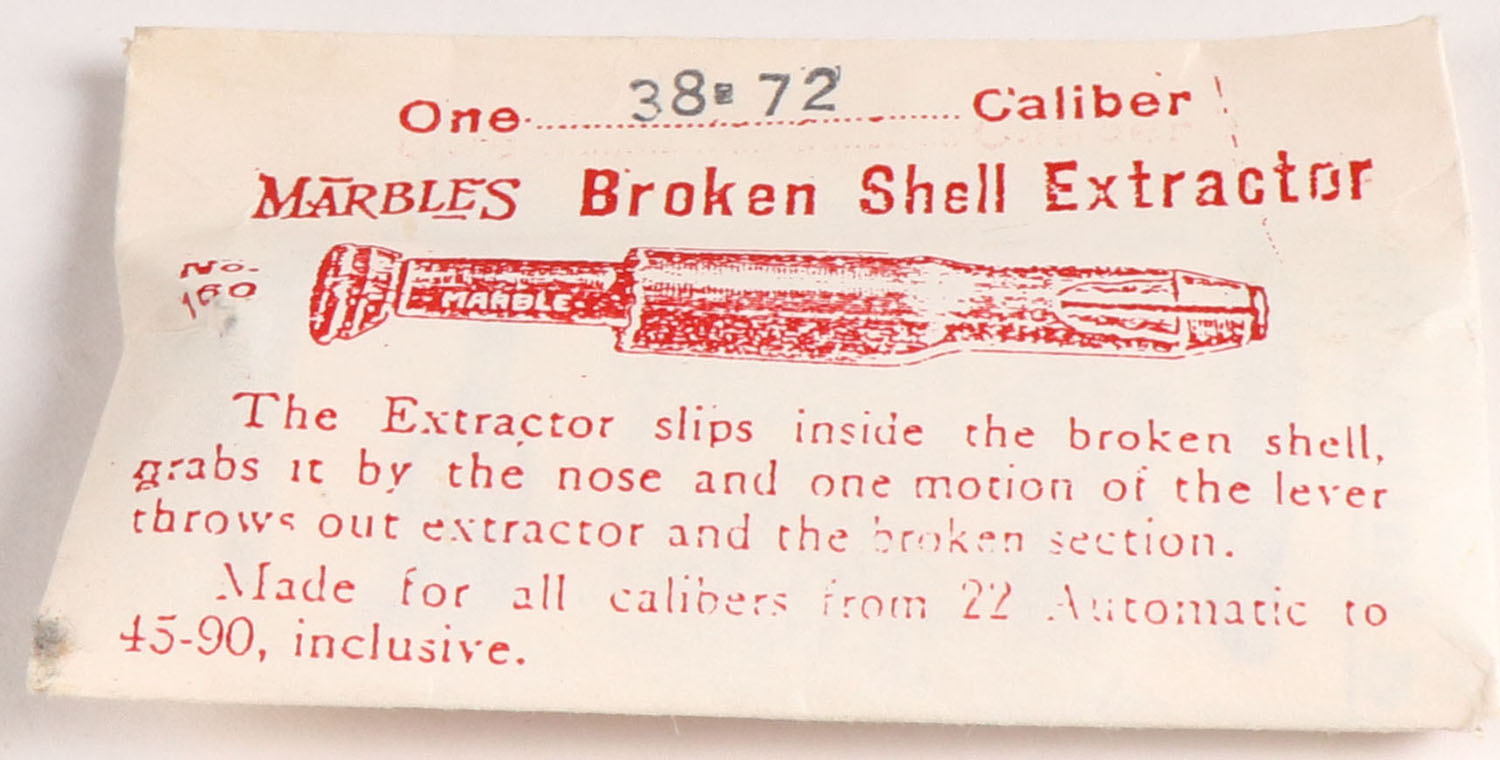 One 38-72 Caliber
MARBLES Broken Shell Extractor
No.
160
MARBLE
The Extractor slips inside the broken shell,
grabs it by the nose and one motion of the lever
throws out extractor and the broken section.
Made for all calibers from 22 Automatic to
45-90, inclusive.